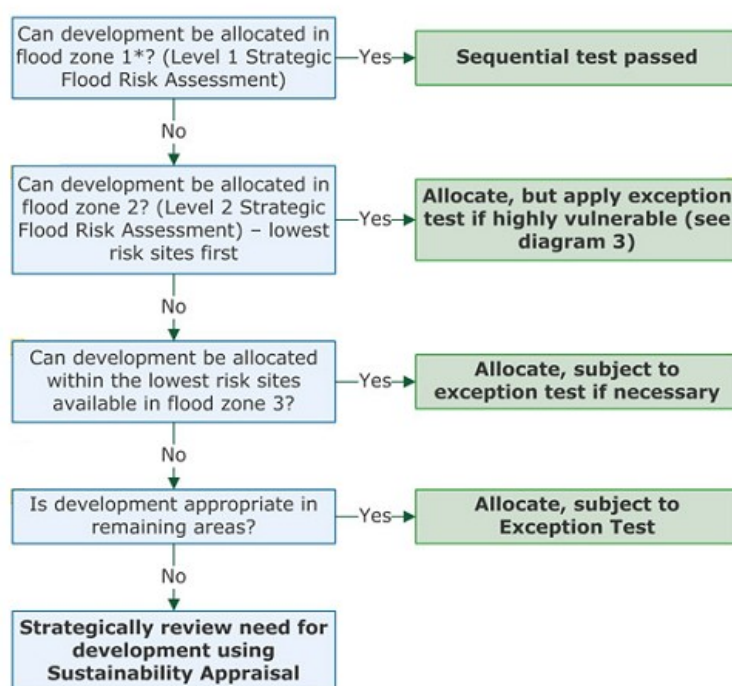 Can development be allocated in
flood zone 1*? (Level 1 Strategic
Flood Risk Assessment)
Yes
Sequential test passed
No
Can development be allocated in
flood zone 2? (Level 2 Strategic
Flood Risk Assessment) – lowest
risk sites first
Yes
Allocate, but apply exception
test if highly vulnerable (see
diagram 3)
No
Can development be allocated
within the lowest risk sites
available in flood zone 3?
Yes
Allocate, subject to
exception test if necessary
No
Is development appropriate in
remaining areas?
Yes
Allocate, subject to
Exception Test
No
Strategically review need for
development using
Sustainability Appraisal